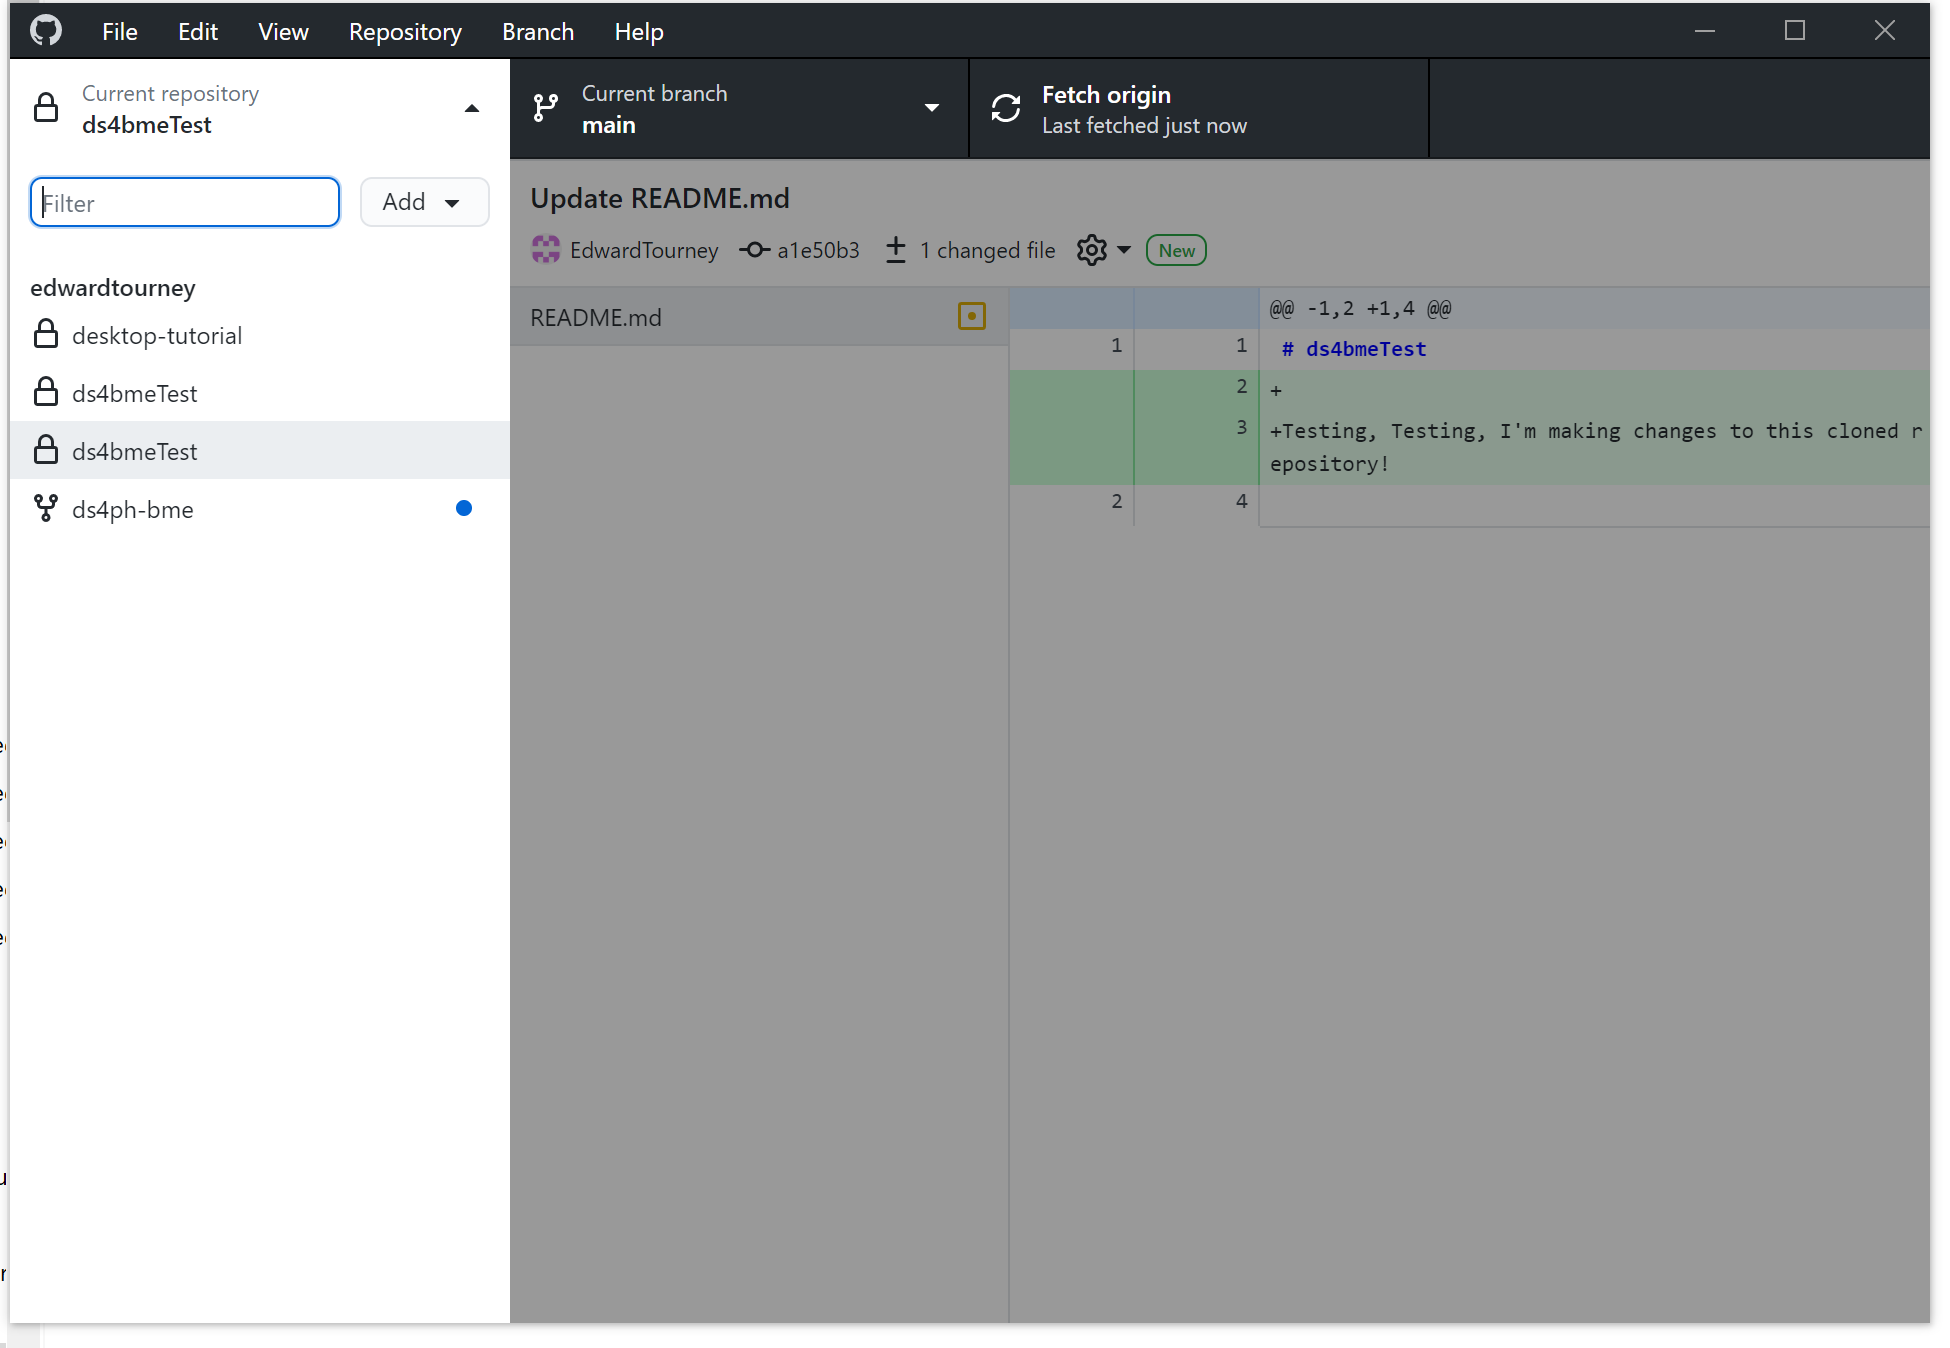 File Edit View Repository Branch Help
Current repository
ds4bmeTest
Current branch
main
Fetch origin
Last fetched just now
Filter
Add
edwardtourney
desktop-tutorial
ds4bmeTest
ds4bmeTest
ds4ph-bme
Update README.md
EdwardTourney a1e50b3 1 changed file New
README.md
@@ -1,2 +1,4 @@
1 1 # ds4bmeTest
2 +
3 +Testing, Testing, I'm making changes to this cloned r
epository!
2 4